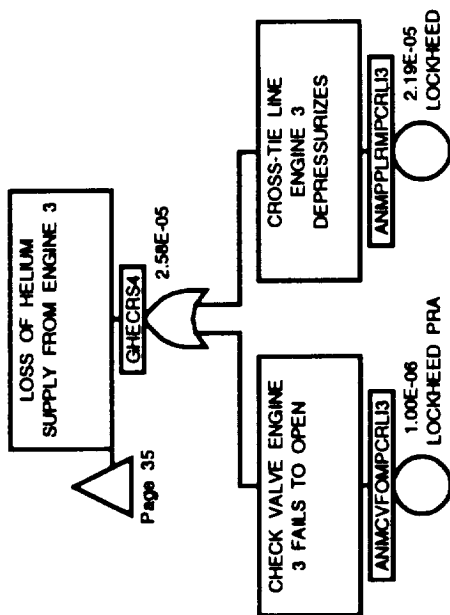 LOSS OF HELIUM
SUPPLY FROM ENGINE 3
GHECRS4
2.58E-05
Page 35
CHECK VALVE ENGINE
3 FAILS TO OPEN
ANMCVFOMPCRLI3
1.00E-06
LOCKHEED PRA
CROSS-TIE LINE
ENGINE 3
DEPRESSURIZES
ANMPPLRMPCRLI3
2.19E-05
LOCKHEED